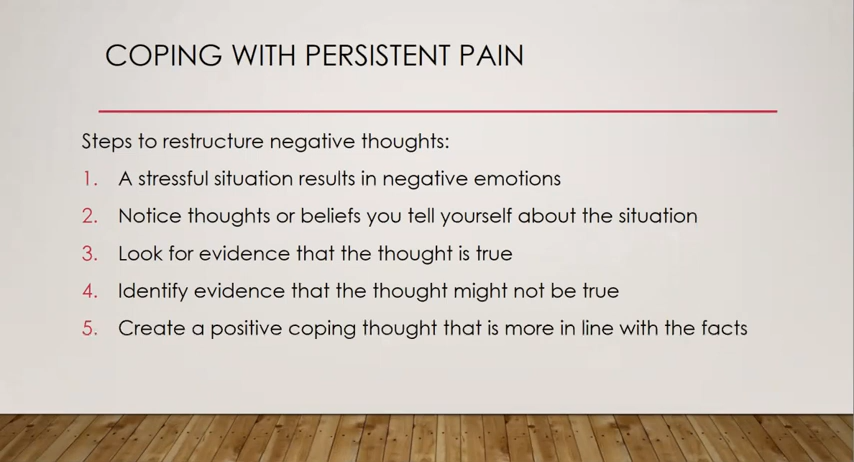 COPING WITH PERSISTENT PAIN
Steps to restructure negative thoughts:
1. A stressful situation results in negative emotions
2. Notice thoughts or beliefs you tell yourself about the situation
3. Look for evidence that the thought is true
4. Identify evidence that the thought might not be true
5. Create a positive coping thought that is more in line with the facts